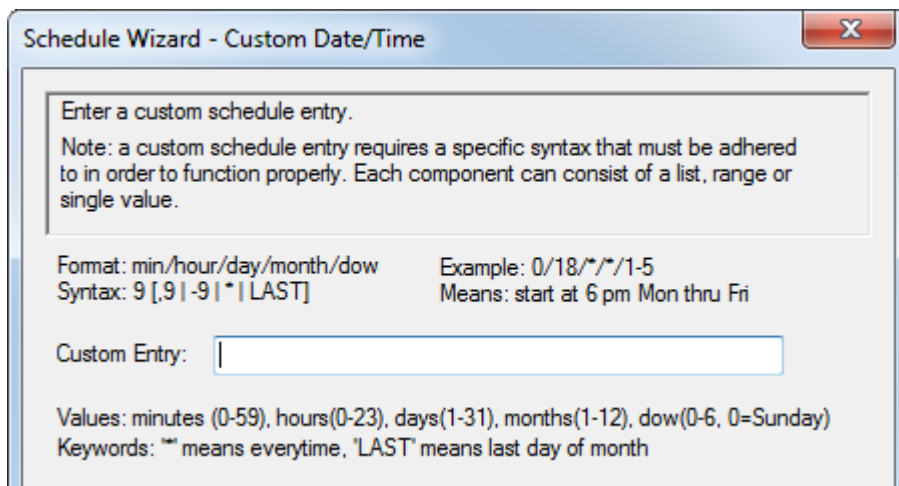 Schedule Wizard - Custom Date/Time
Enter a custom schedule entry.
Note: a custom schedule entry requires a specific syntax that must be adhered
to in order to function properly. Each component can consist of a list, range or
single value.
Format: min/hour/day/month/dow
Syntax: 9 [,9 | -9 | * | LAST]
Example: 0/18/*/*/1-5
Means: start at 6 pm Mon thru Fri
Custom Entry:
Values: minutes (0-59), hours(0-23), days(1-31), months(1-12), dow(0-6, 0=Sunday)
Keywords: '*' means everytime, 'LAST' means last day of month